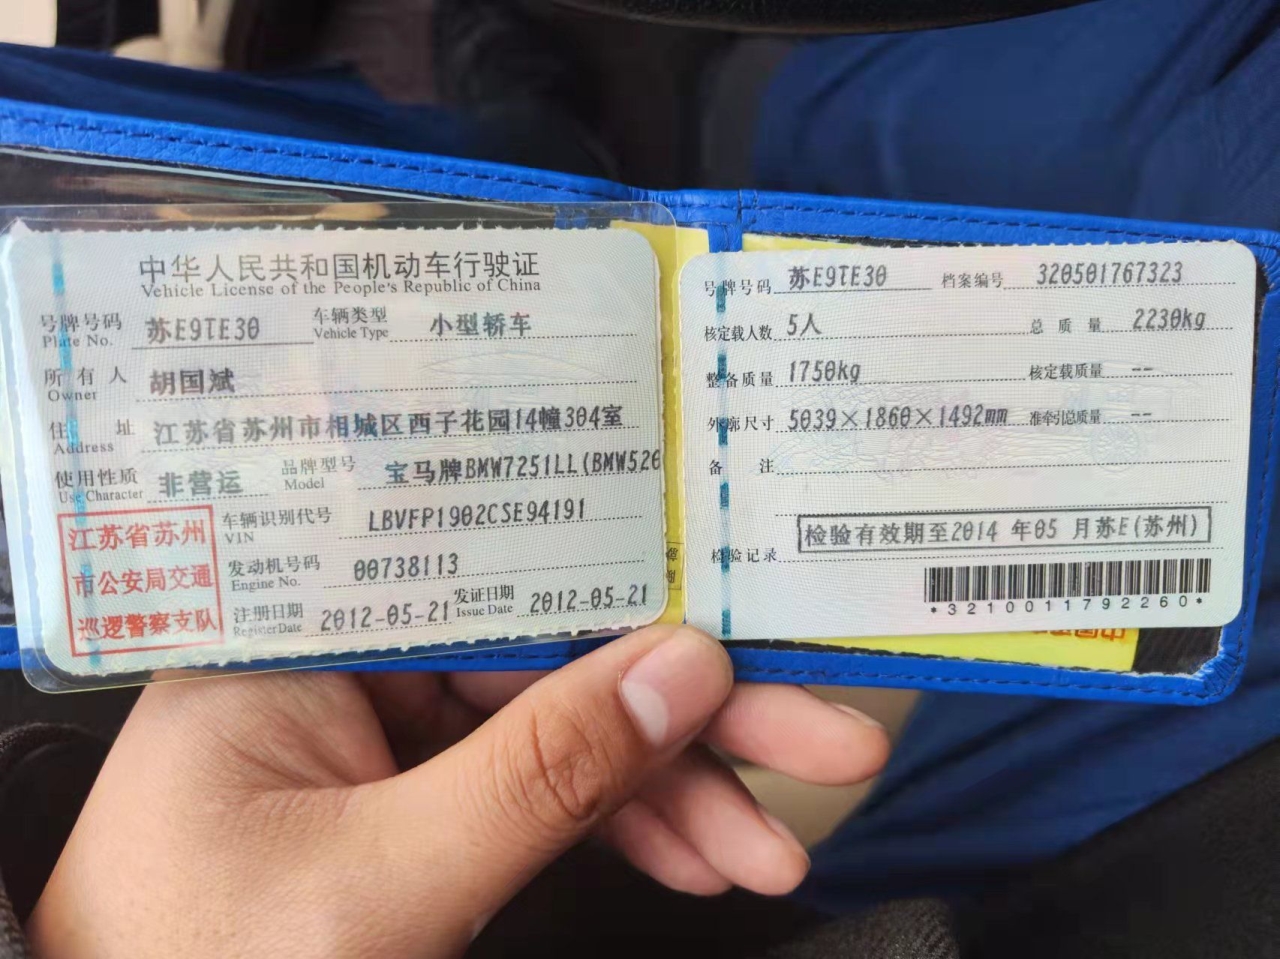 中华人民共和国机动车行驶证
Vehicle License of the People's Republic of China
号牌号码 苏E9TE30 车辆类型 小型轿车
Plate No. Vehicle Type
所有人 胡国斌
Owner
住址 江苏省苏州市相城区西子花园14幢304室
Address
使用性质 非营运 品牌型号 宝马牌BMW7251LL(BMW520
Use Character Model
江苏省苏州
市公安局交通
巡逻警察支队
车辆识别代号 LBVFP1902CSE94191
VIN
发动机号码 00738113
Engine No.
注册日期 2012-05-21 发证日期 2012-05-21
Register Date Issue Date
号牌号码 苏E9TE30 档案编号 320501767323
核定载人数 5人 总质量 2230kg
整备质量 1750kg 核定载质量 --
外廓尺寸 5039×1860×1492mm 准牵引总质量 --
备注
检验记录 检验有效期至2014 年05 月苏E(苏州)
*3210011792260*